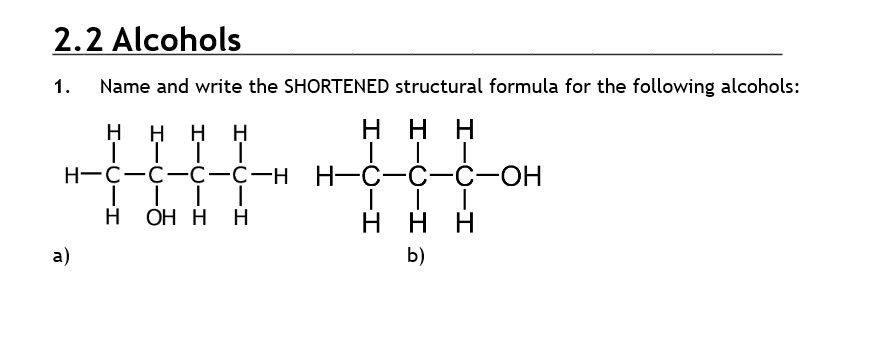 2.2 Alcohols
1. Name and write the SHORTENED structural formula for the following alcohols:
H H H H
H—C—C—C—C—H
H OH H H
H H H
H—C—C—C—OH
H H H
a)
b)